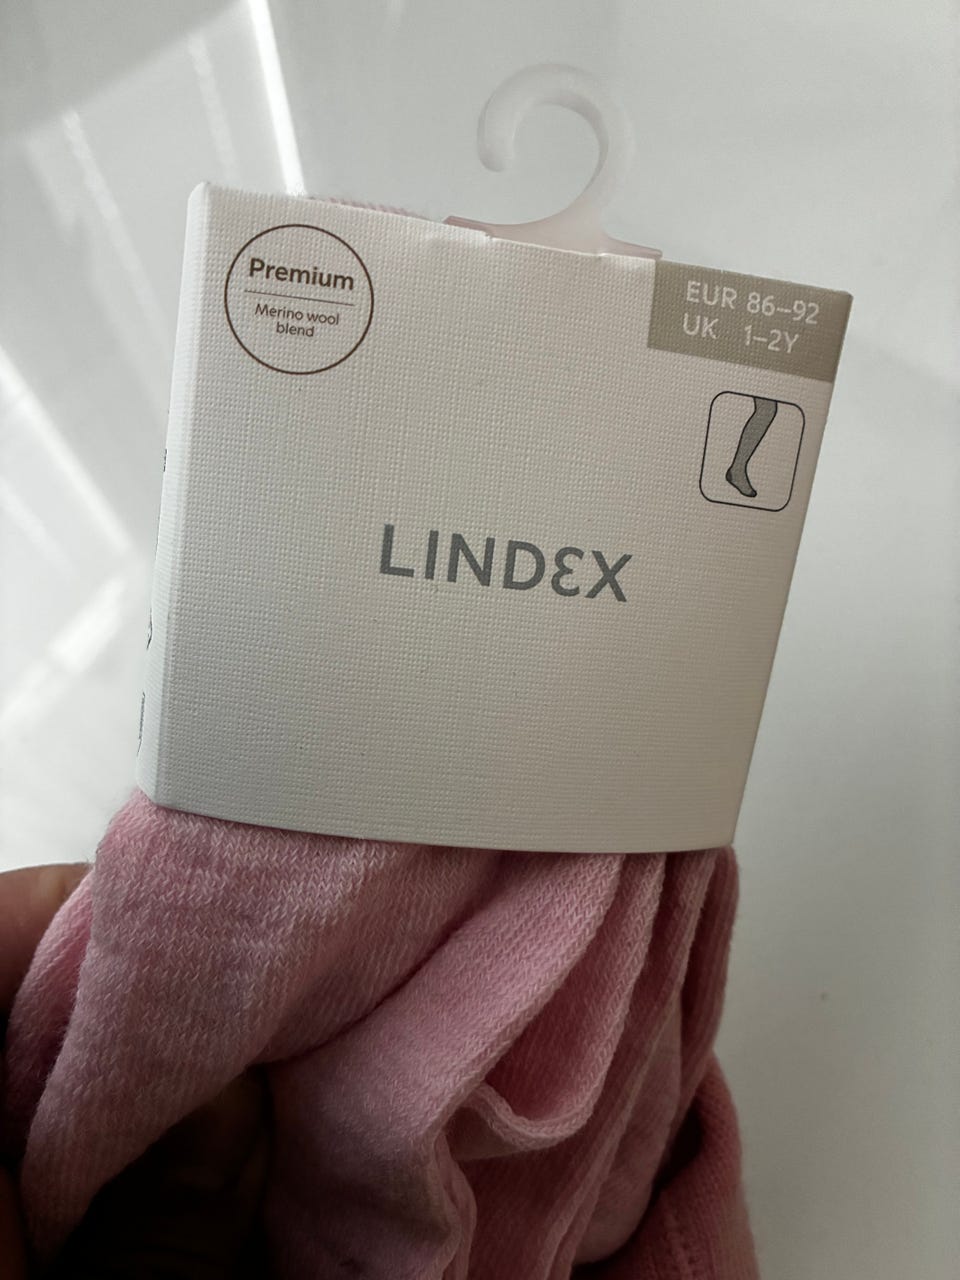 Premium
Merino wool
blend
EUR 86–92
UK 1–2Y
LINDEX